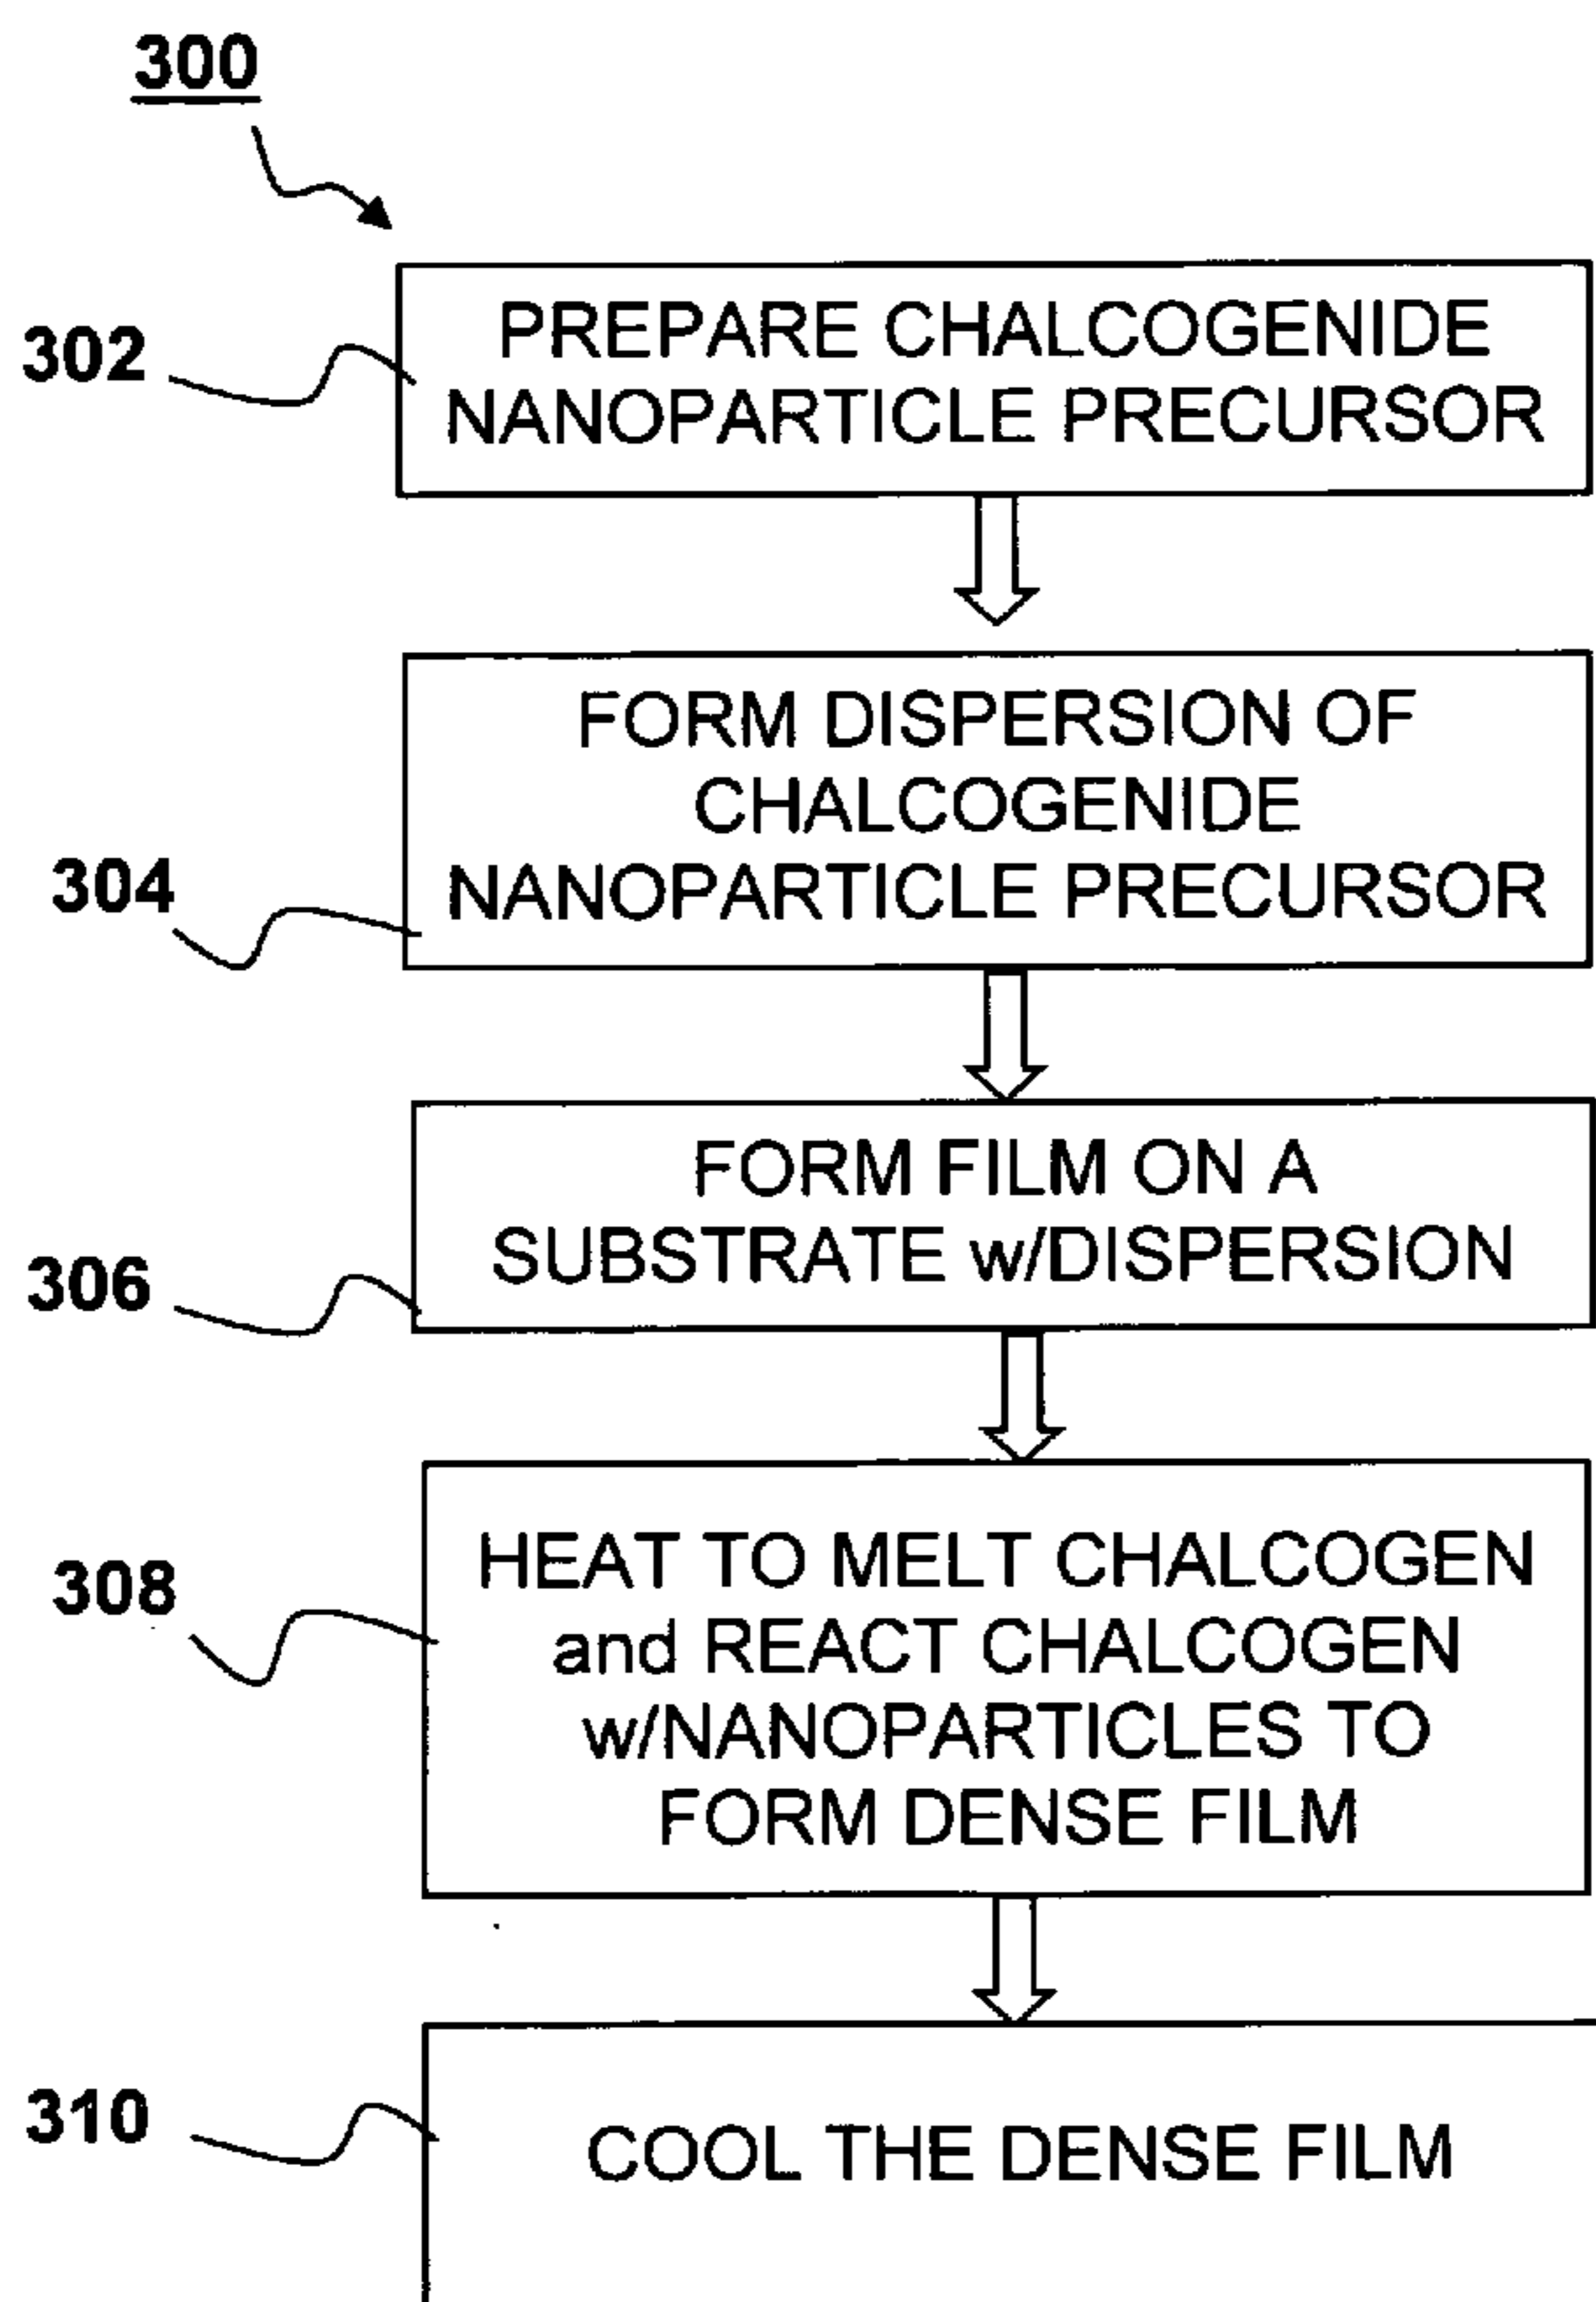 300
302
PREPARE CHALCOGENIDE
NANOPARTICLE PRECURSOR
304
FORM DISPERSION OF
CHALCOGENIDE
NANOPARTICLE PRECURSOR
306
FORM FILM ON A
SUBSTRATE w/DISPERSION
308
HEAT TO MELT CHALCOGEN
and REACT CHALCOGEN
w/NANOPARTICLES TO
FORM DENSE FILM
310
COOL THE DENSE FILM